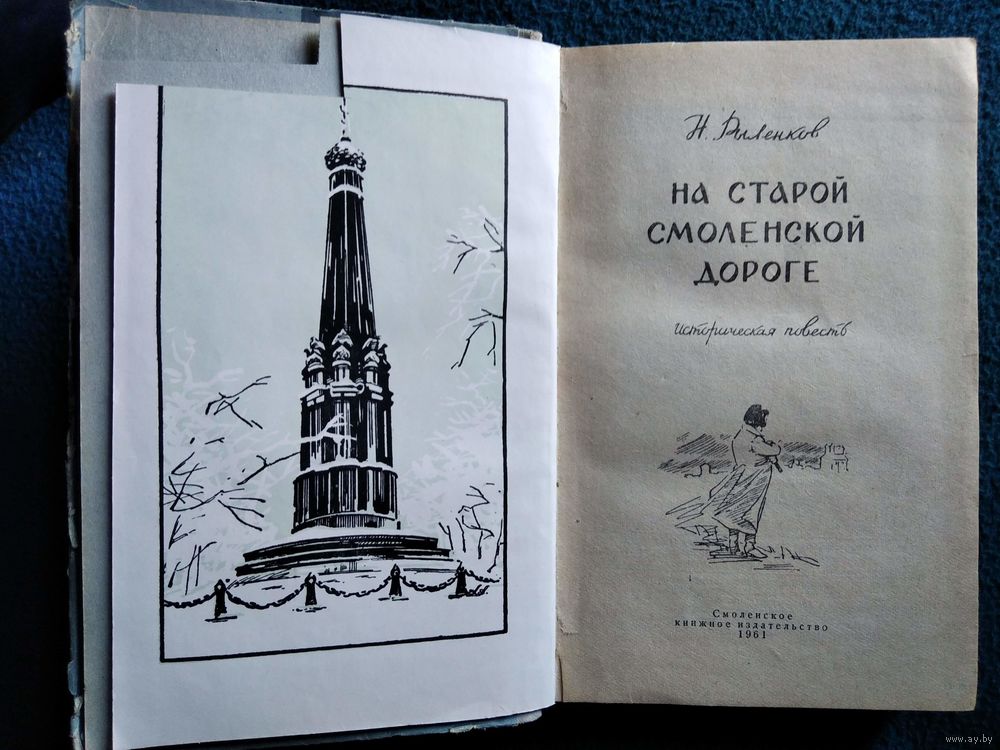 Н. Рыленков
НА СТАРОЙ
СМОЛЕНСКОЙ
ДОРОГЕ
историческая повесть
Смоленское
книжное издательство
1961
www.ay.by